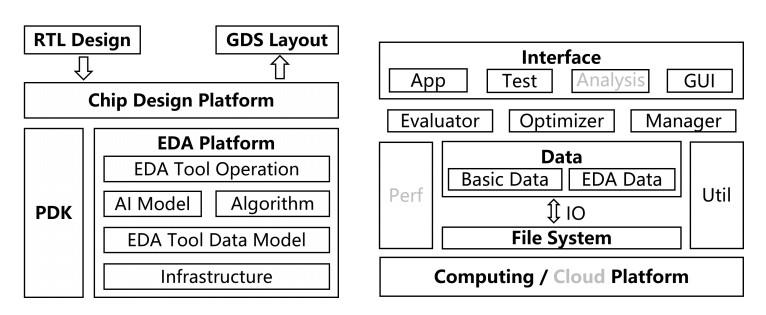 RTL Design
GDS Layout
Chip Design Platform
PDK
EDA Platform
EDA Tool Operation
AI Model
Algorithm
EDA Tool Data Model
Infrastructure
Interface
App
Test
Analysis
GUI
Evaluator
Optimizer
Manager
Perf
Data
Basic Data
EDA Data
IO
File System
Util
Computing / Cloud Platform